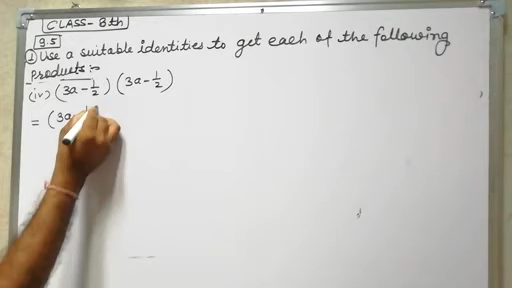 CLASS-8th
9.5
① Use a suitable identities to get each of the following
products:-
(iv) (3a - 1/2) (3a - 1/2)
= (3a -